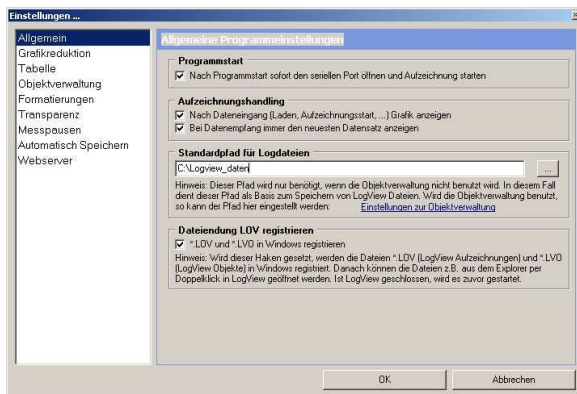 Einstellungen ...
Allgemein
Grafikreduktion
Tabelle
Objektverwaltung
Formatierungen
Transparenz
Messpausen
Automatisch Speichern
Webserver
Allgemeine Programmeinstellungen
Programmstart
Nach Programmstart sofort den seriellen Port öffnen und Aufzeichnung starten
Aufzeichnungshandling
Nach Dateneingang (Laden, Aufzeichnungsstart, ...) Grafik anzeigen
Bei Datenempfang immer den neuesten Datensatz anzeigen
Standardpfad für Logdateien
C:\Logview_daten
...
Hinweis: Dieser Pfad wird nur benötigt, wenn die Objektverwaltung nicht benutzt wird. In diesem Fall
dient dieser Pfad als Basis zum Speichern von LogView Dateien. Wird die Objektverwaltung benutzt,
so kann der Pfad hier eingestellt werden: Einstellungen zur Objektverwaltung
Dateiendung LOV registrieren
*.LOV und *.LVO in Windows registrieren
Hinweis: Wird dieser Haken gesetzt, werden die Dateien *.LOV (LogView Aufzeichnungen) und *.LVO
(LogView Objekte) in Windows registriert. Danach können die Dateien z.B. aus dem Explorer per
Doppelklick in LogView geöffnet werden. Ist LogView geschlossen, wird es zuvor gestartet.
OK
Abbrechen